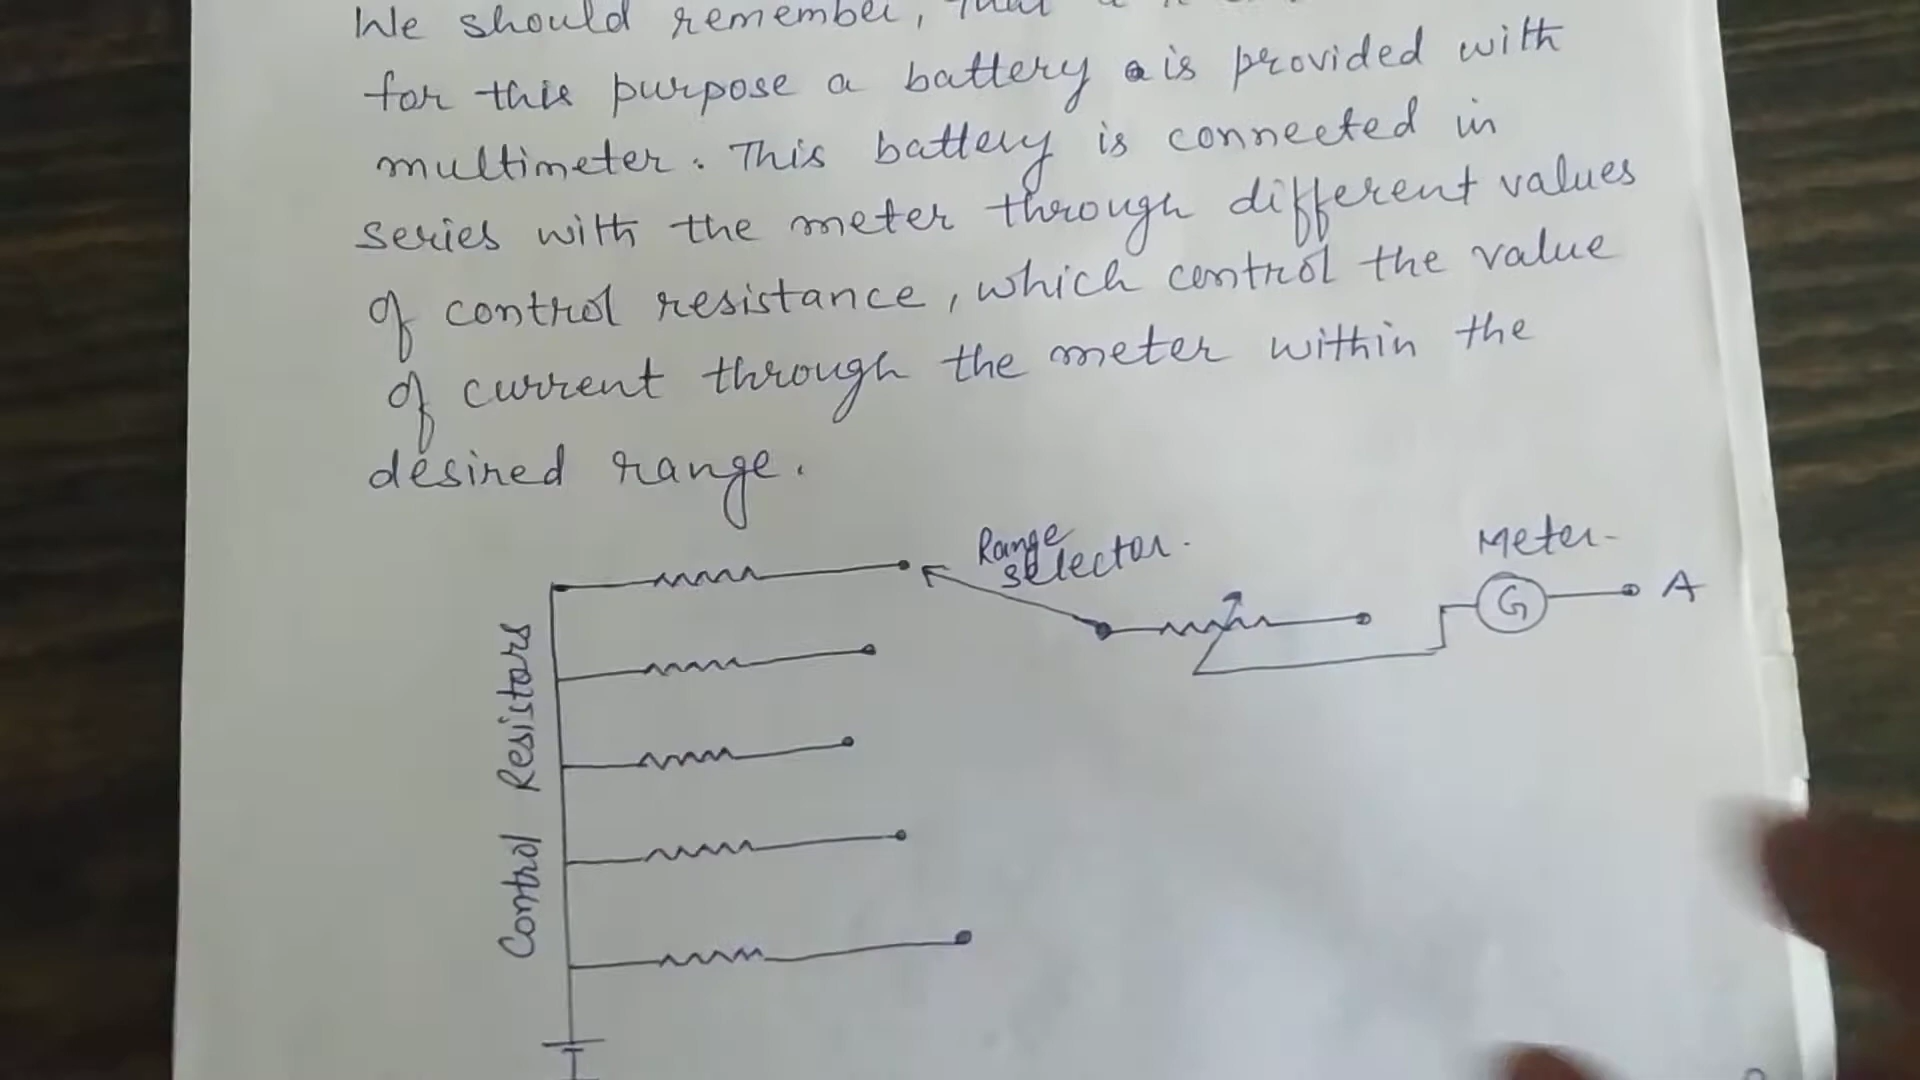 We should remember, that
for this purpose a battery is provided with
multimeter. This battery is connected in
series with the meter through different values
of control resistance, which control the value
of current through the meter within the
desired range.
Range
selector.
Meter-
G
A
Control Resistors